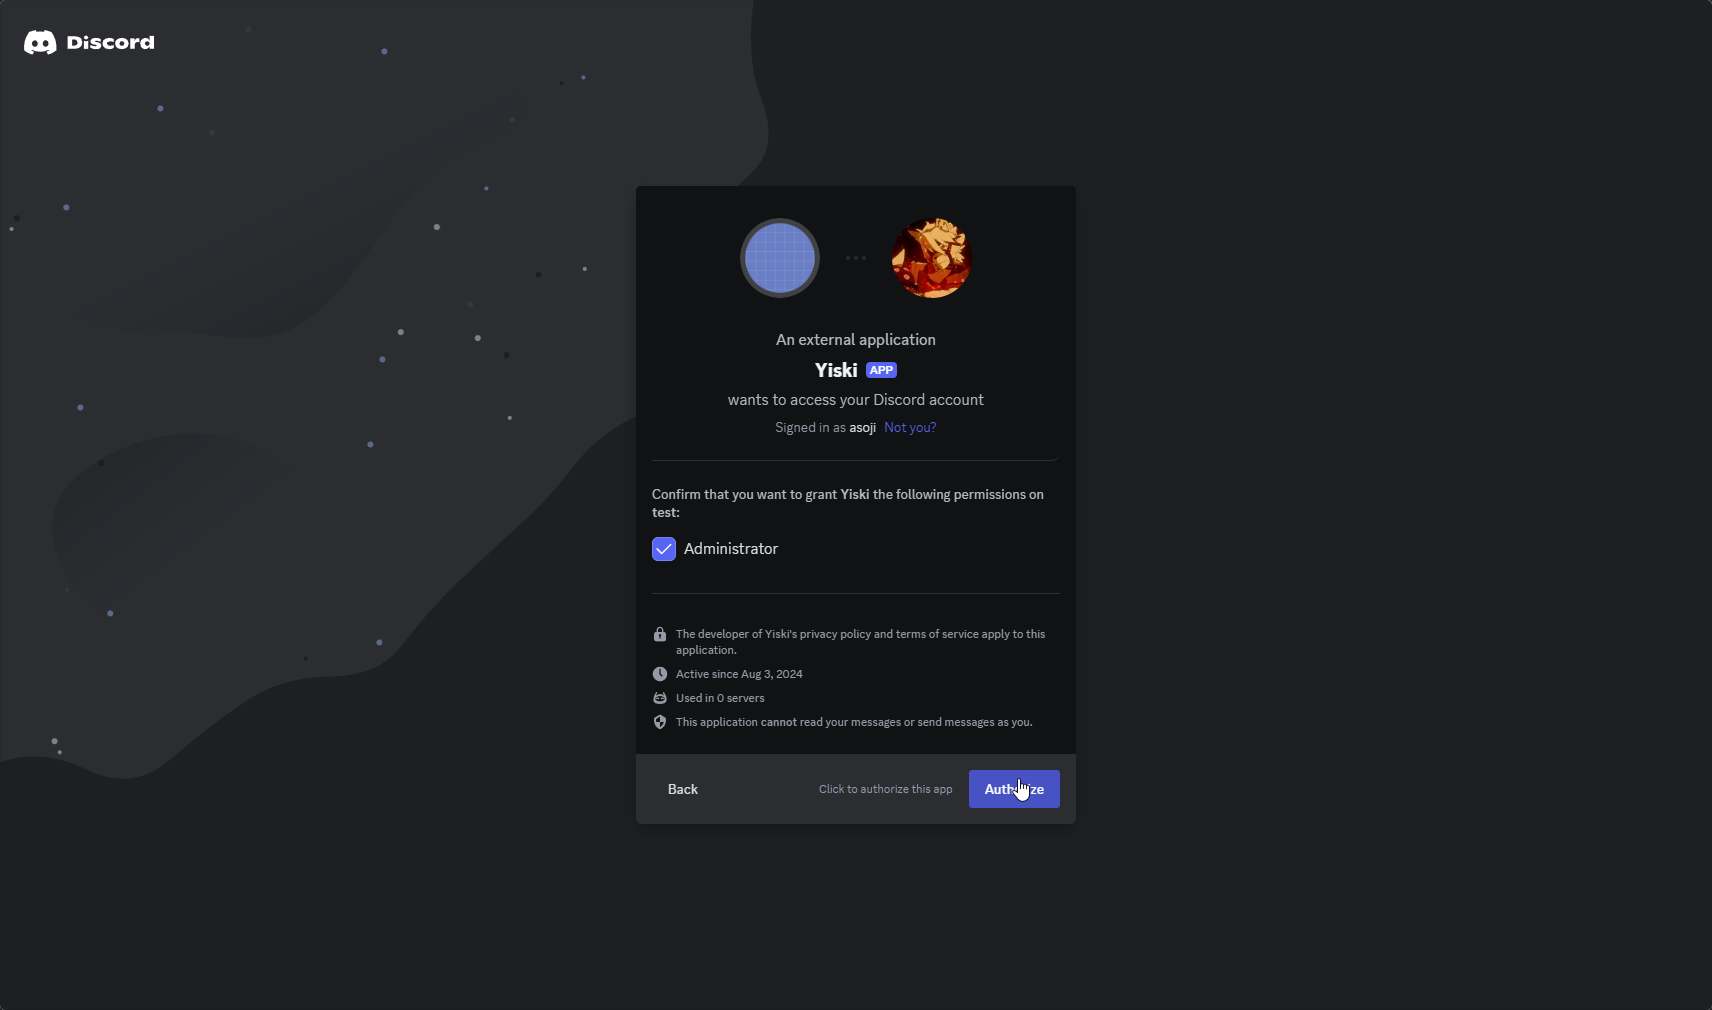 Discord
An external application
Yiski APP
wants to access your Discord account
Signed in as asoji Not you?
Confirm that you want to grant Yiski the following permissions on
test:
Administrator
The developer of Yiski's privacy policy and terms of service apply to this
application.
Active since Aug 3, 2024
Used in 0 servers
This application cannot read your messages or send messages as you.
Back
Click to authorize this app
Authorize